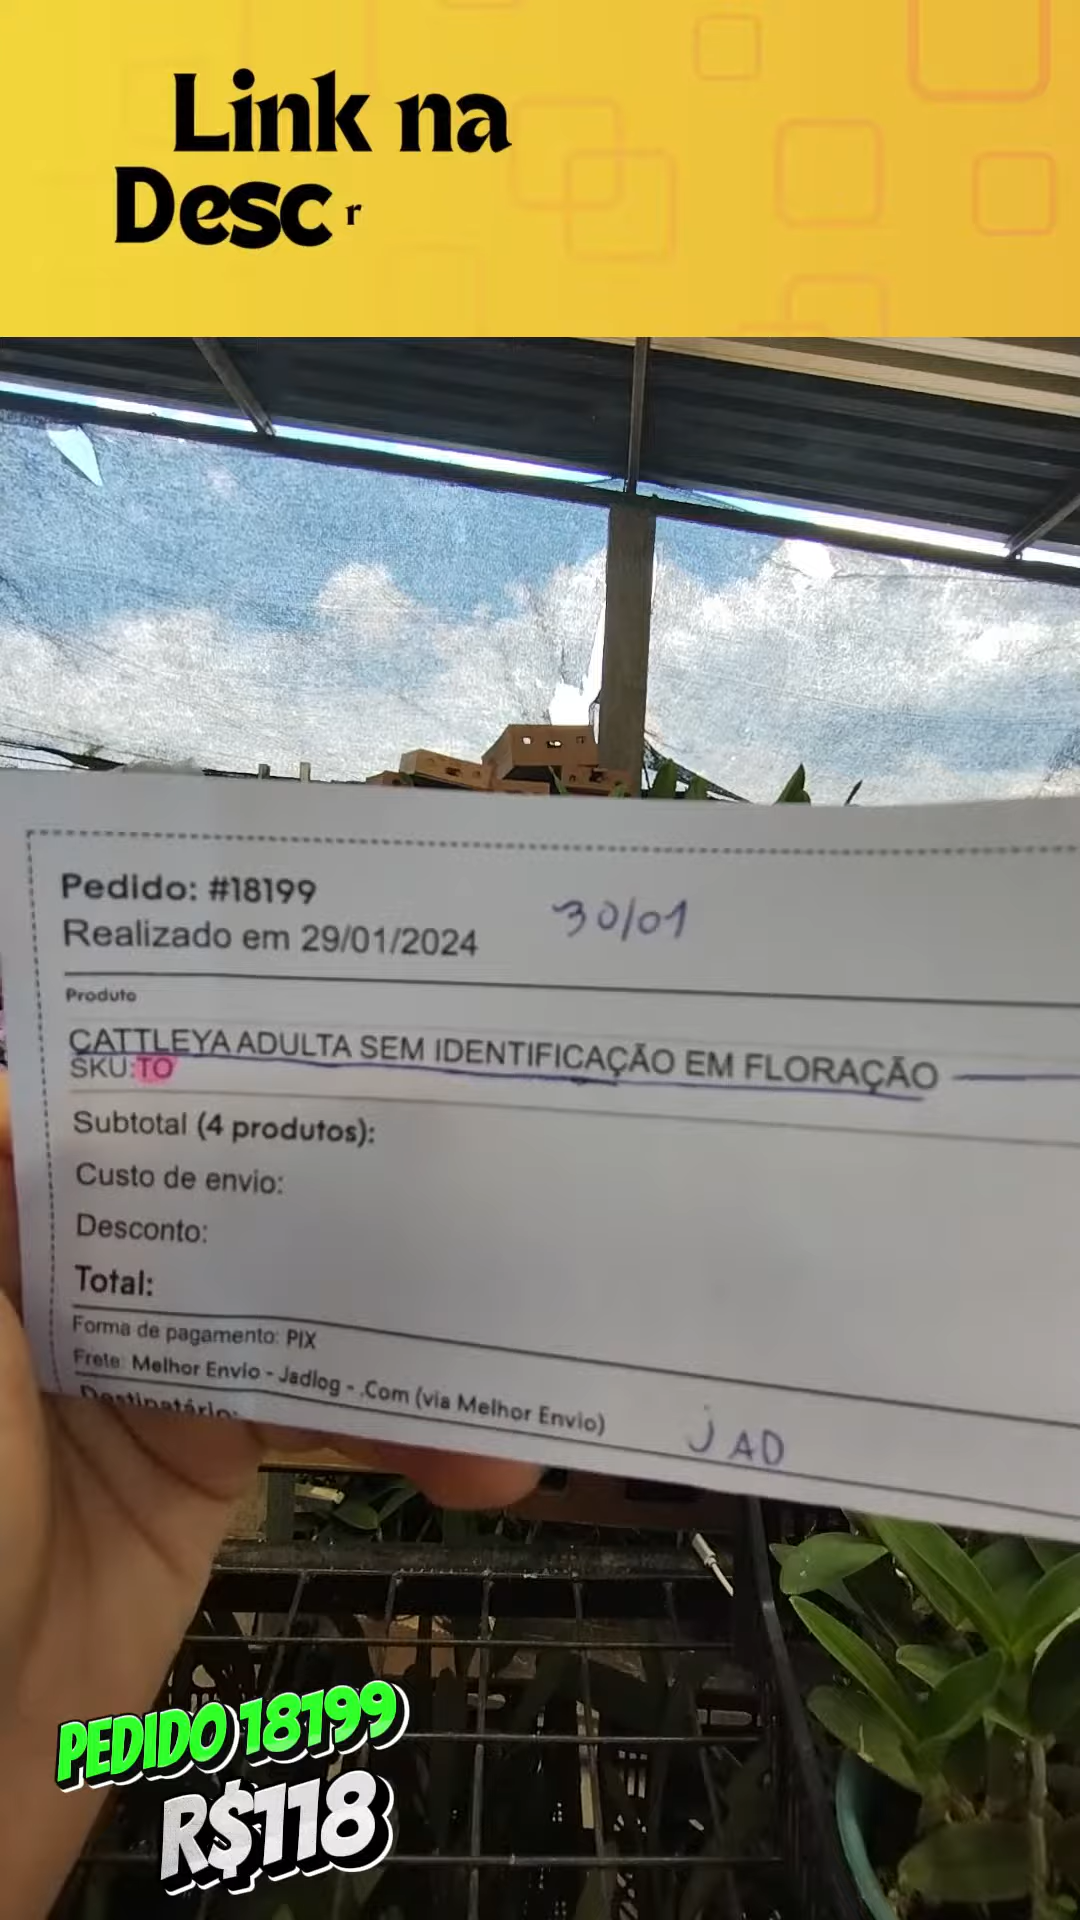 Link na
Desc r
Pedido: #18199
30/01
Realizado em 29/01/2024
Produto
CATTLEYA ADULTA SEM IDENTIFICAÇÃO EM FLORAÇÃO
SKU:TO
Subtotal (4 produtos):
Custo de envio:
Desconto:
Total:
Forma de pagamento: PIX
Frete: Melhor Envio - Jadlog - .Com (via Melhor Envio)
JAD
Destinatário:
PEDIDO 18199
R$118